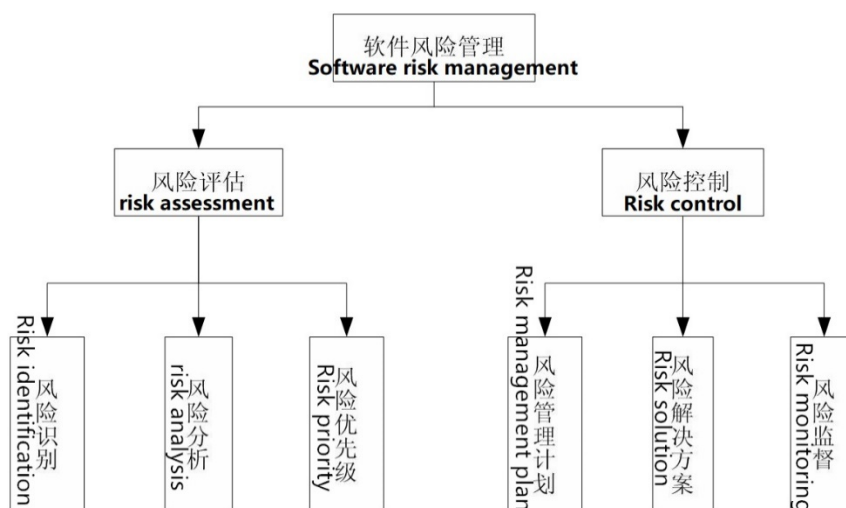 软件风险管理
Software risk management
风险评估
risk assessment
风险控制
Risk control
风险识别
Risk identification
风险分析
risk analysis
风险优先级
Risk priority
风险管理计划
Risk management plan
风险解决方案
Risk solution
风险监督
Risk monitoring